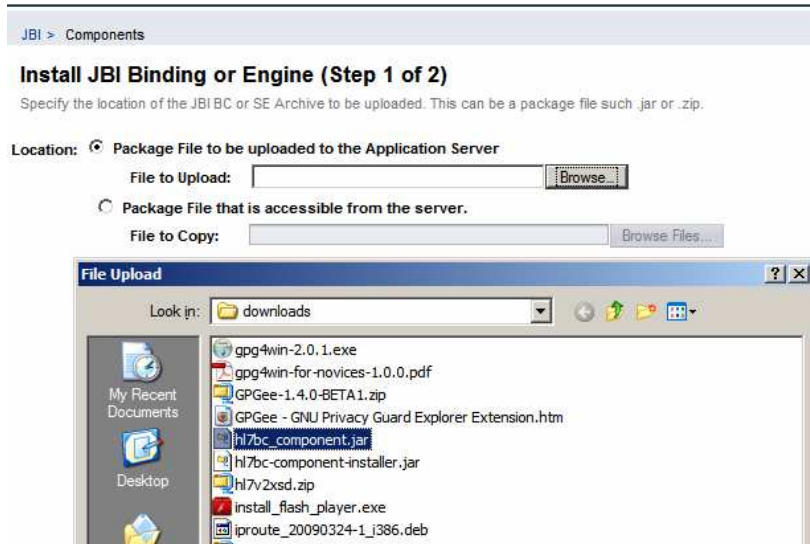 JBI > Components
Install JBI Binding or Engine (Step 1 of 2)
Specify the location of the JBI BC or SE Archive to be uploaded. This can be a package file such .jar or .zip.
Location: Package File to be uploaded to the Application Server
File to Upload: Browse...
Package File that is accessible from the server.
File to Copy: Browse Files...
File Upload
Look in: downloads
gpg4win-2.0.1.exe
gpg4win-for-novices-1.0.0.pdf
GPGee-1.4.0-BETA1.zip
GPGee - GNU Privacy Guard Explorer Extension.htm
hl7bc_component.jar
hl7bc-component-installer.jar
hl7v2xsd.zip
install_flash_player.exe
iproute_20090324-1_i386.deb
My Recent
Documents
Desktop